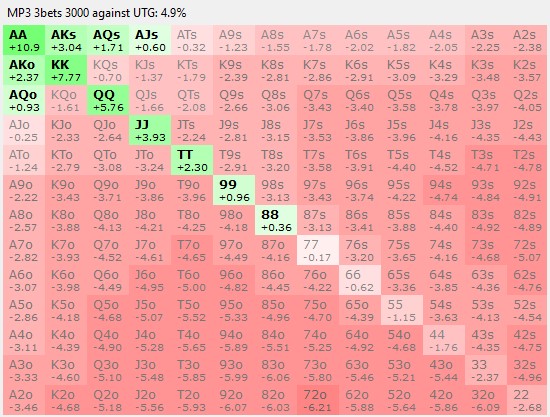 MP3 3bets 3000 against UTG: 4.9%
AA AKs AQs AJs ATs A9s A8s A7s A6s A5s A4s A3s A2s
+10.9 +3.04 +1.71 +0.60 -0.32 -1.23 -1.55 -1.78 -2.02 -1.82 -2.05 -2.25 -2.38
AKo KK KQs KJs KTs K9s K8s K7s K6s K5s K4s K3s K2s
+2.37 +7.77 -0.70 -1.37 -1.79 -2.39 -2.81 -2.86 -2.91 -3.09 -3.29 -3.48 -3.57
AQo KQo QQ QJs QTs Q9s Q8s Q7s Q6s Q5s Q4s Q3s Q2s
+0.93 -1.61 +5.76 -1.66 -2.08 -2.66 -3.06 -3.43 -3.40 -3.58 -3.78 -3.97 -4.05
AJo KJo QJo JJ JTs J9s J8s J7s J6s J5s J4s J3s J2s
-0.25 -2.33 -2.64 +3.93 -2.24 -2.81 -3.15 -3.53 -3.86 -3.96 -4.16 -4.35 -4.43
ATo KTo QTo JTo TT T9s T8s T7s T6s T5s T4s T3s T2s
-1.24 -2.79 -3.08 -3.24 +2.30 -2.91 -3.20 -3.58 -3.91 -4.40 -4.52 -4.71 -4.78
A9o K9o Q9o J9o T9o 99 98s 97s 96s 95s 94s 93s 92s
-2.22 -3.43 -3.71 -3.86 -3.96 +0.96 -3.13 -3.43 -3.74 -4.22 -4.74 -4.84 -4.91
A8o K8o Q8o J8o T8o 98o 88 87s 86s 85s 84s 83s 82s
-2.57 -3.88 -4.13 -4.21 -4.25 -4.18 +0.36 -3.13 -3.41 -3.88 -4.40 -4.92 -4.89
A7o K7o Q7o J7o T7o 97o 87o 77 76s 75s 74s 73s 72s
-2.82 -3.93 -4.52 -4.61 -4.65 -4.49 -4.16 -0.17 -3.20 -3.65 -4.16 -4.68 -5.07
A6o K6o Q6o J6o T6o 96o 86o 76o 66 65s 64s 63s 62s
-3.07 -3.98 -4.49 -4.95 -5.00 -4.82 -4.45 -4.22 -0.62 -3.36 -3.85 -4.36 -4.76
A5o K5o Q5o J5o T5o 95o 85o 75o 65o 55 54s 53s 52s
-2.86 -4.18 -4.68 -5.07 -5.52 -5.33 -4.96 -4.70 -4.39 -1.15 -3.63 -4.13 -4.54
A4o K4o Q4o J4o T4o 94o 84o 74o 64o 54o 44 43s 42s
-3.11 -4.39 -4.90 -5.28 -5.65 -5.89 -5.51 -5.25 -4.92 -4.68 -1.76 -4.35 -4.75
A3o K3o Q3o J3o T3o 93o 83o 73o 63o 53o 43o 33 32s
-3.33 -4.60 -5.10 -5.48 -5.85 -5.99 -6.06 -5.80 -5.46 -5.21 -5.44 -2.37 -4.96
A2o K2o Q2o J2o T2o 92o 82o 72o 62o 52o 42o 32o 22
-3.46 -4.68 -5.18 -5.56 -5.93 -6.07 -6.03 -6.21 -5.88 -5.64 -5.86 -6.09 -2.68